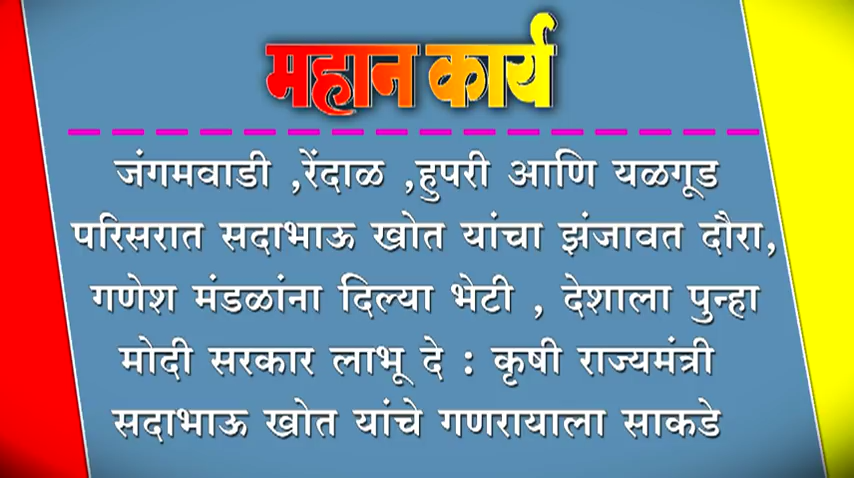 महान कार्य
जंगमवाडी ,रेंदाळ ,हुपरी आणि यळगूड
परिसरात सदाभाऊ खोत यांचा झंजावत दौरा,
गणेश मंडळांना दिल्या भेटी , देशाला पुन्हा
मोदी सरकार लाभू दे : कृषी राज्यमंत्री
सदाभाऊ खोत यांचे गणरायाला साकडे